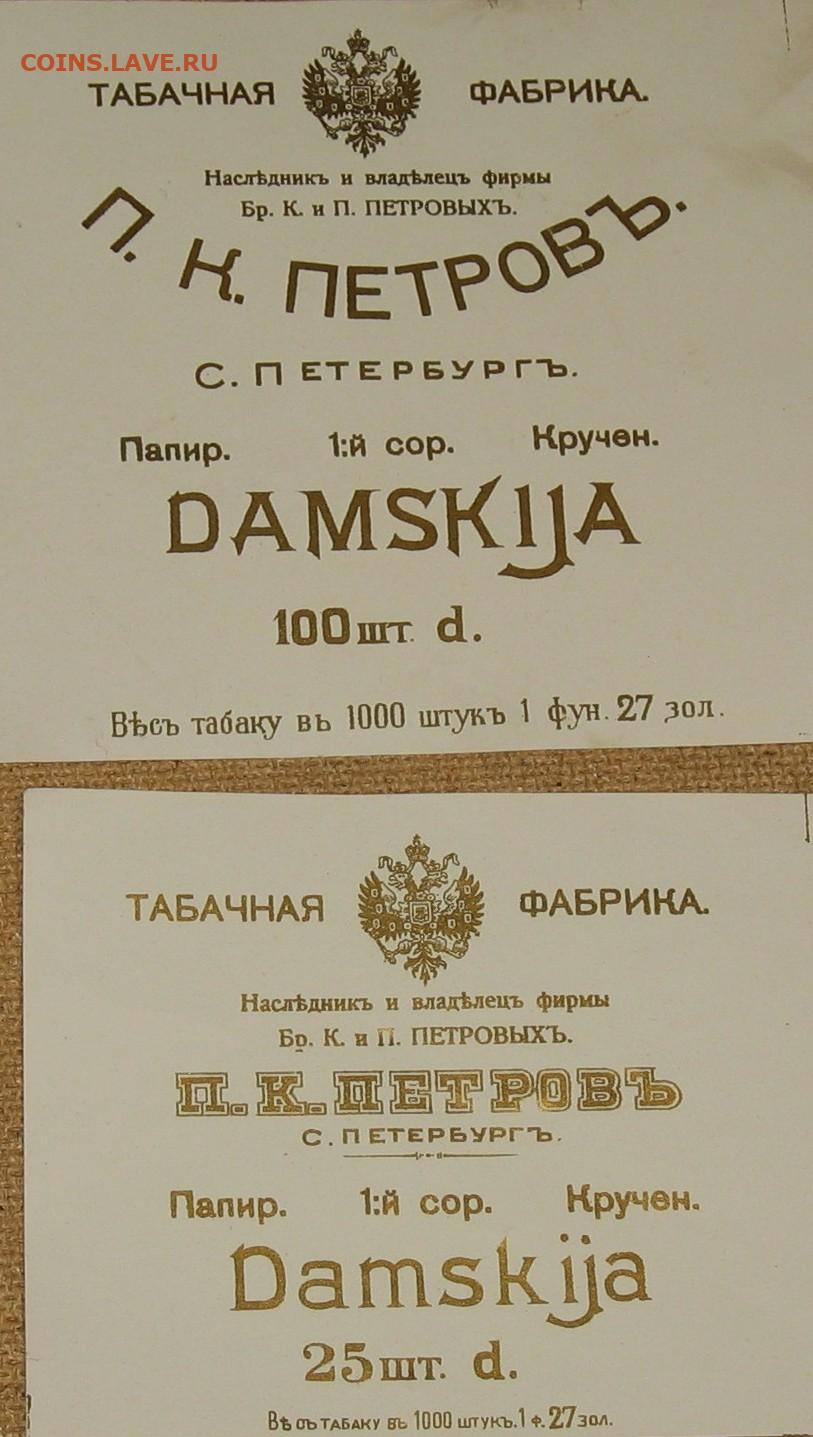 COINS.LAVE.RU
ТАБАЧНАЯ ФАБРИКА.
Наслѣдникъ и владѣлецъ фирмы
Бр. К. и П. ПЕТРОВЫХЪ.
П. К. ПЕТРОВЪ.
С. ПЕТЕРБУРГЪ.
Папир. 1:й сор. Кручен.
DAMSKIJA
100 шт. d.
Вѣсъ табаку въ 1000 штукъ 1 фун. 27 зол.
ТАБАЧНАЯ ФАБРИКА.
Наслѣдникъ и владѣлецъ фирмы
Бр. К. и П. ПЕТРОВЫХЪ.
П. К. ПЕТРОВЪ
С. ПЕТЕРБУРГЪ.
Папир. 1:й сор. Кручен.
Damskija
25 шт. d.
ВѢСЪ ТАБАКУ ВЪ 1000 ШТУКЪ. 1 Ф. 27 ЗОЛ.